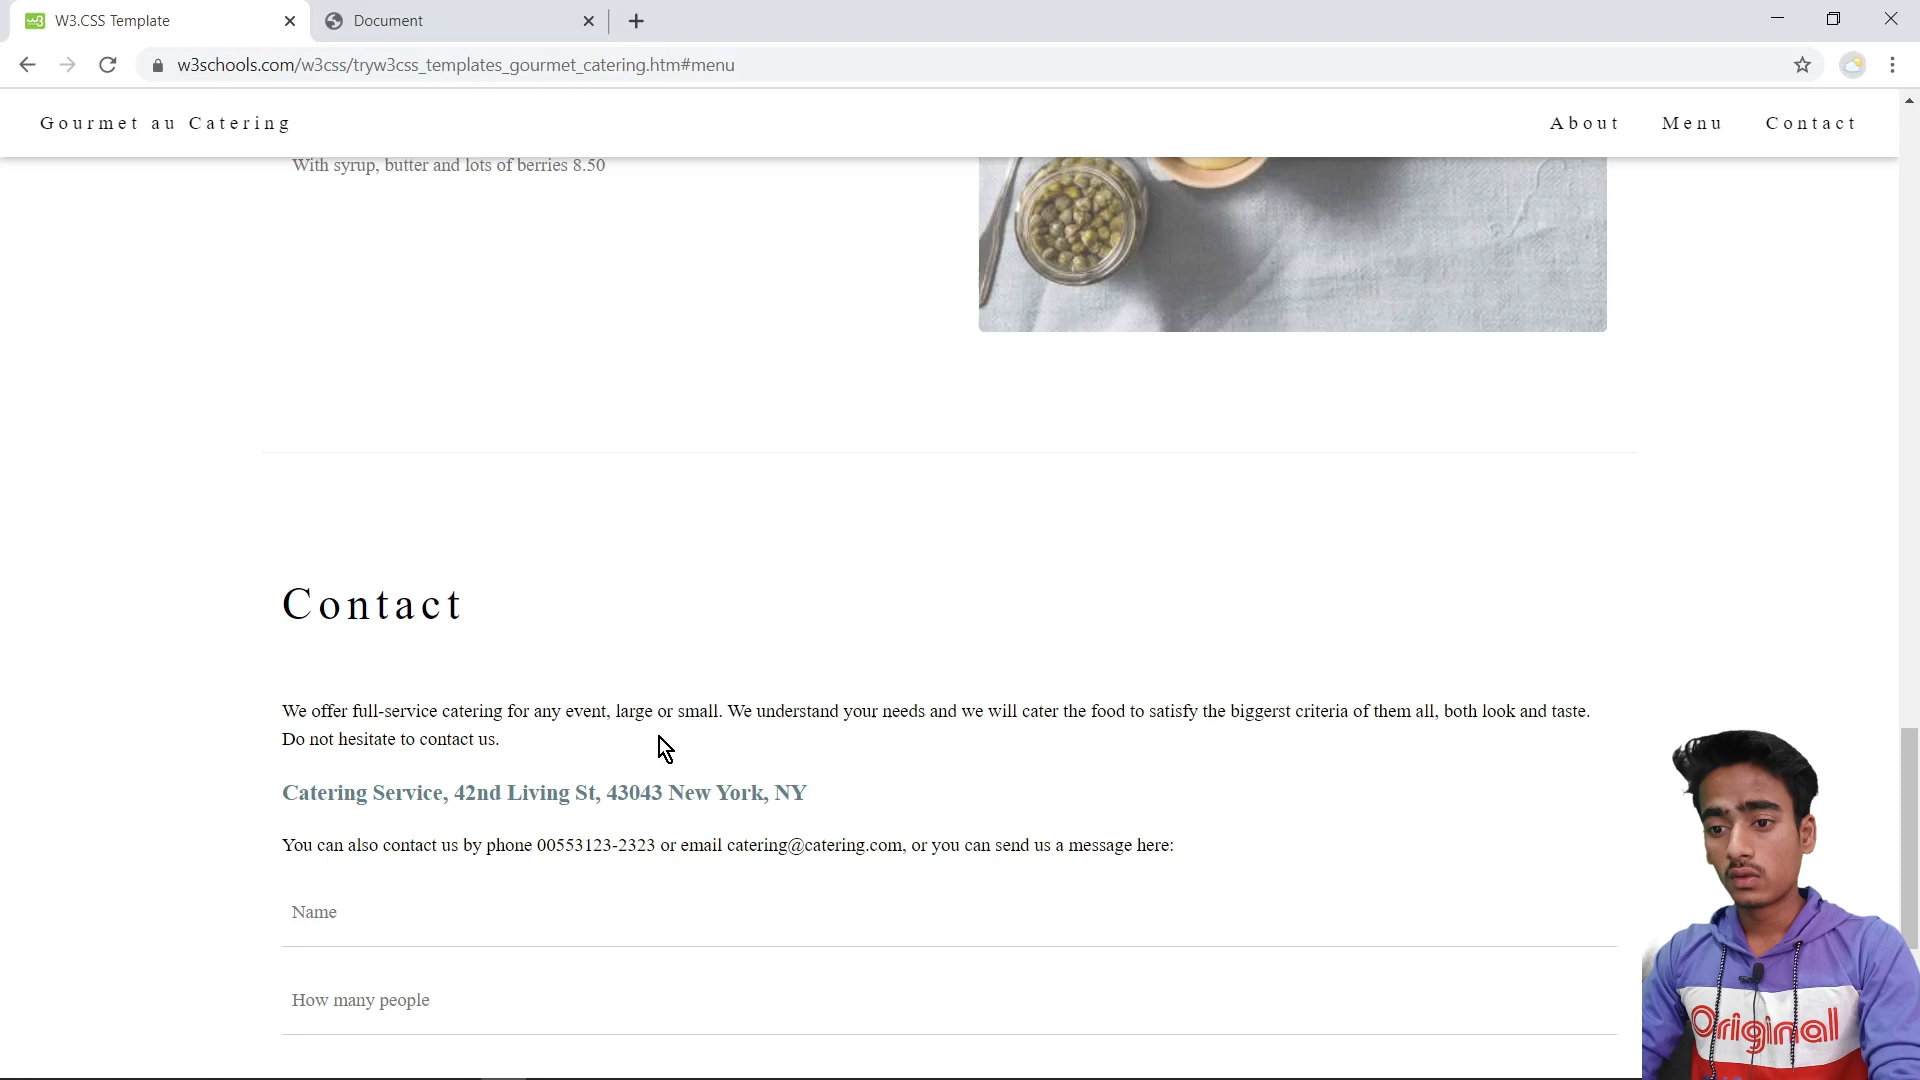 W3.CSS Template
Document
w3schools.com/w3css/tryw3css_templates_gourmet_catering.htm#menu
Gourmet au Catering
About
Menu
Contact
With syrup, butter and lots of berries 8.50
Contact
We offer full-service catering for any event, large or small. We understand your needs and we will cater the food to satisfy the biggerst criteria of them all, both look and taste.
Do not hesitate to contact us.
Catering Service, 42nd Living St, 43043 New York, NY
You can also contact us by phone 00553123-2323 or email catering@catering.com, or you can send us a message here:
Name
How many people
Original